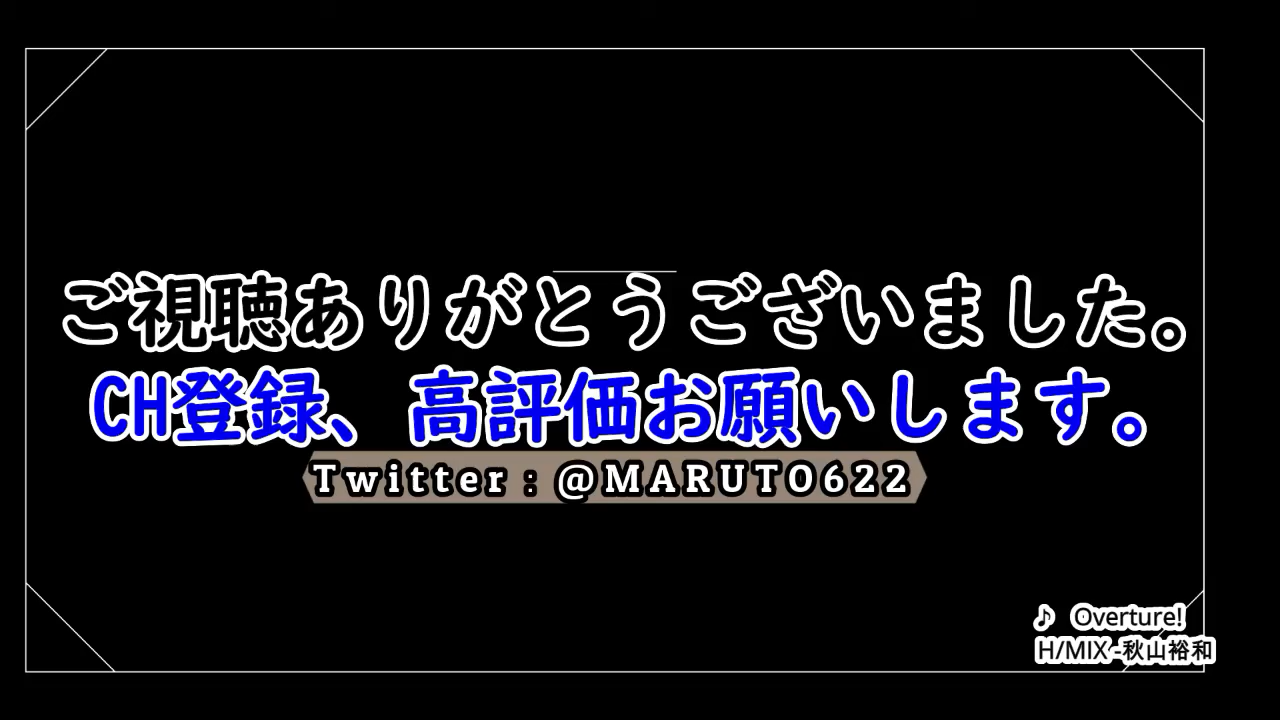 ご視聴ありがとうございました。
CH登録、高評価お願いします。
Twitter : @MARUTO622
♪ Overture!
H/MIX -秋山裕和